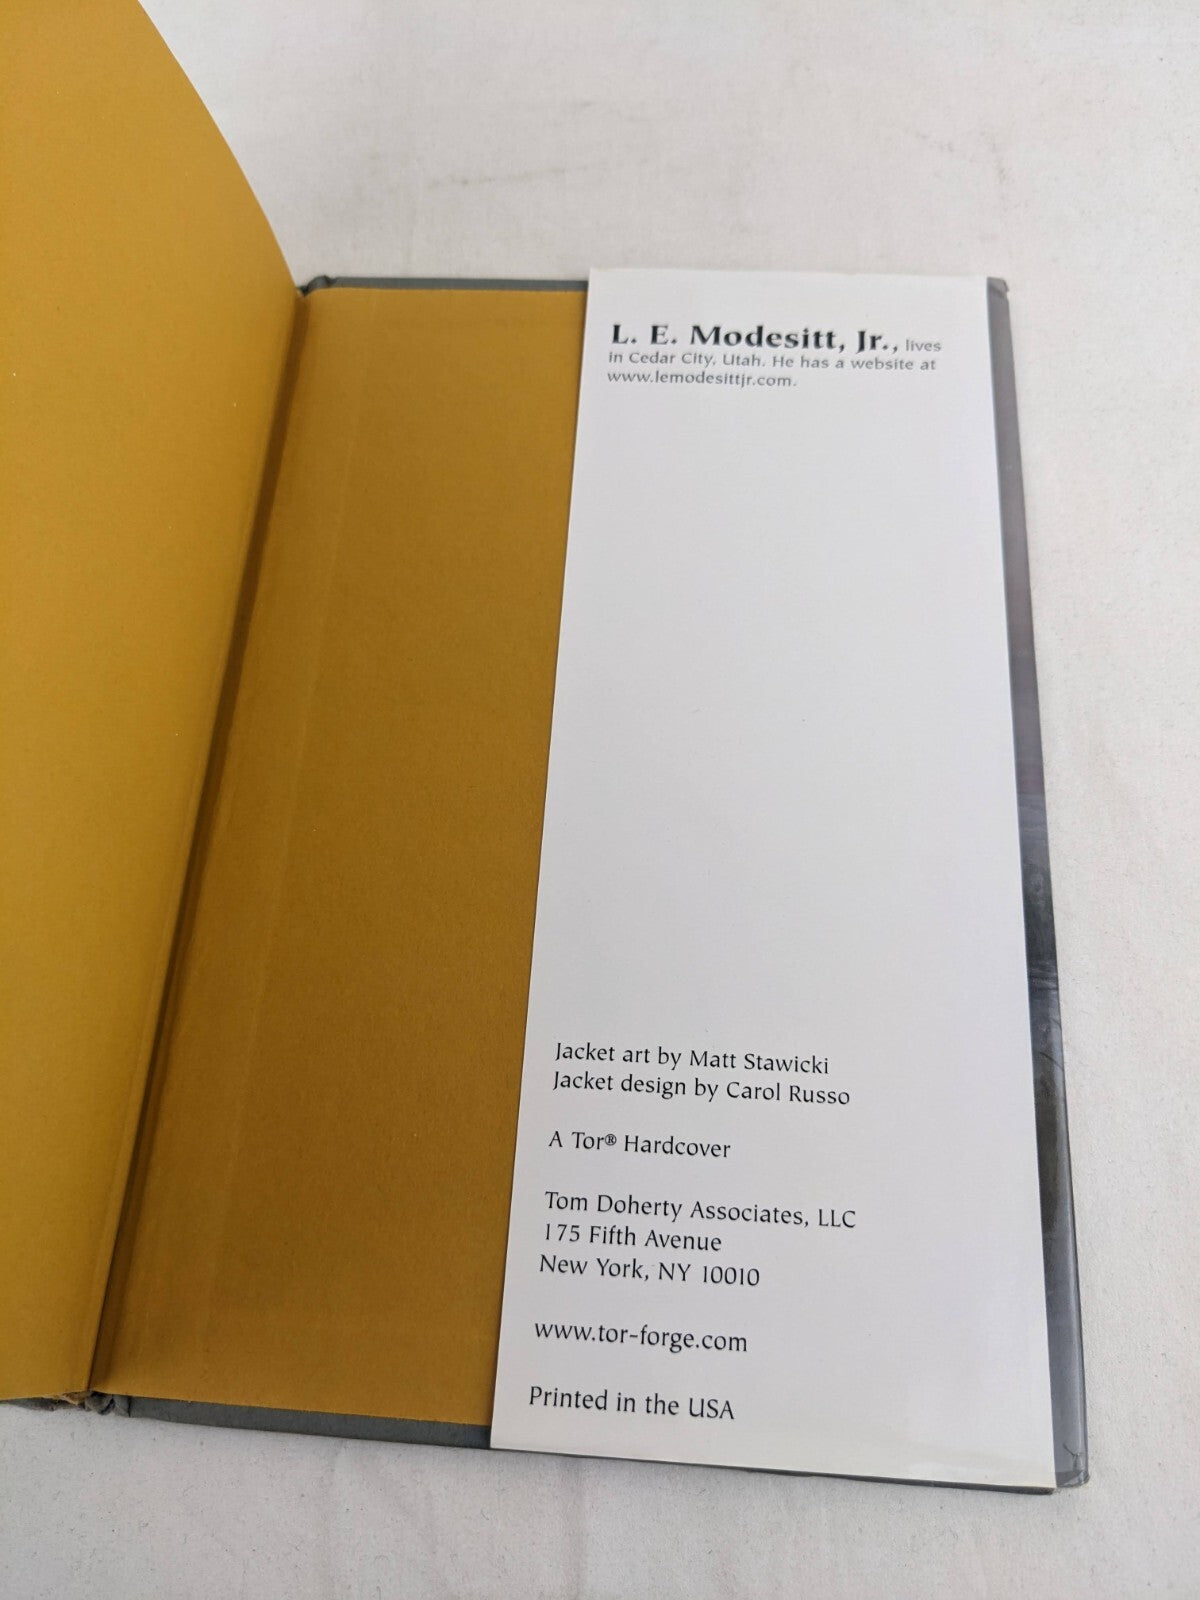 L. E. Modesitt, Jr., lives
in Cedar City, Utah. He has a website at
www.lemodesittjr.com.
Jacket art by Matt Stawicki
Jacket design by Carol Russo
A Tor® Hardcover
Tom Doherty Associates, LLC
175 Fifth Avenue
New York, NY 10010
www.tor-forge.com
Printed in the USA